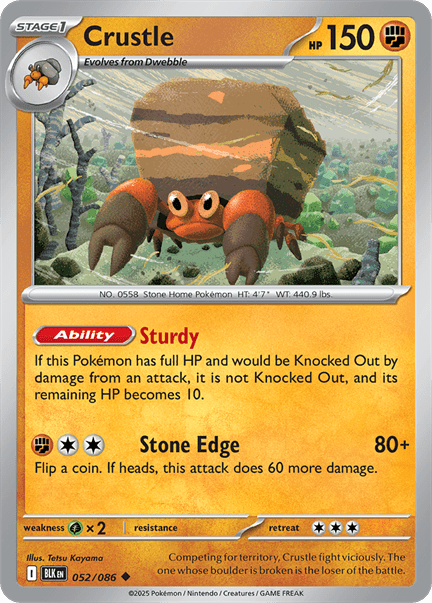 STAGE 1
Crustle
HP 150
Evolves from Dwebble
NO. 0558 Stone Home Pokémon HT: 4'7" WT: 440.9 lbs.
Ability Sturdy
If this Pokémon has full HP and would be Knocked Out by
damage from an attack, it is not Knocked Out, and its
remaining HP becomes 10.
Stone Edge 80+
Flip a coin. If heads, this attack does 60 more damage.
weakness ×2 resistance retreat
Illus. Tetsu Kayama
I BLK EN 052/086
Competing for territory, Crustle fight viciously. The
one whose boulder is broken is the loser of the battle.
©2025 Pokémon / Nintendo / Creatures / GAME FREAK